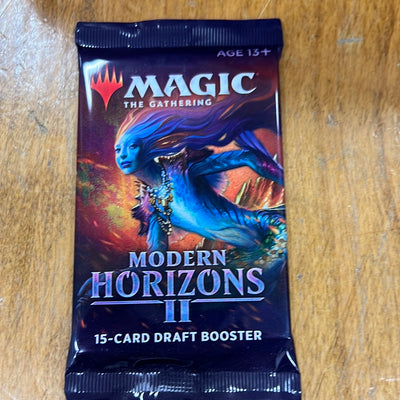 AGE 13+
MAGIC
THE GATHERING
MODERN
HORIZONS
II
15-CARD DRAFT BOOSTER